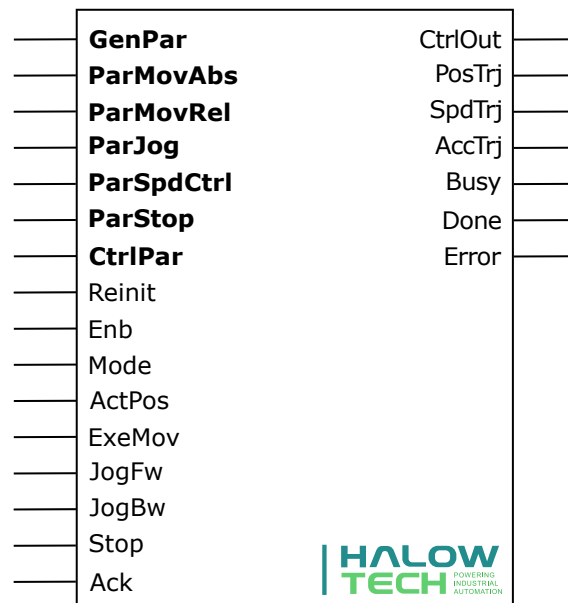 GenPar CtrlOut
ParMovAbs PosTrj
ParMovRel SpdTrj
ParJog AccTrj
ParSpdCtrl Busy
ParStop Done
CtrlPar Error
Reinit
Enb
Mode
ActPos
ExeMov
JogFw
JogBw
Stop
Ack
HALOW
TECH
POWERING
INDUSTRIAL
AUTOMATION